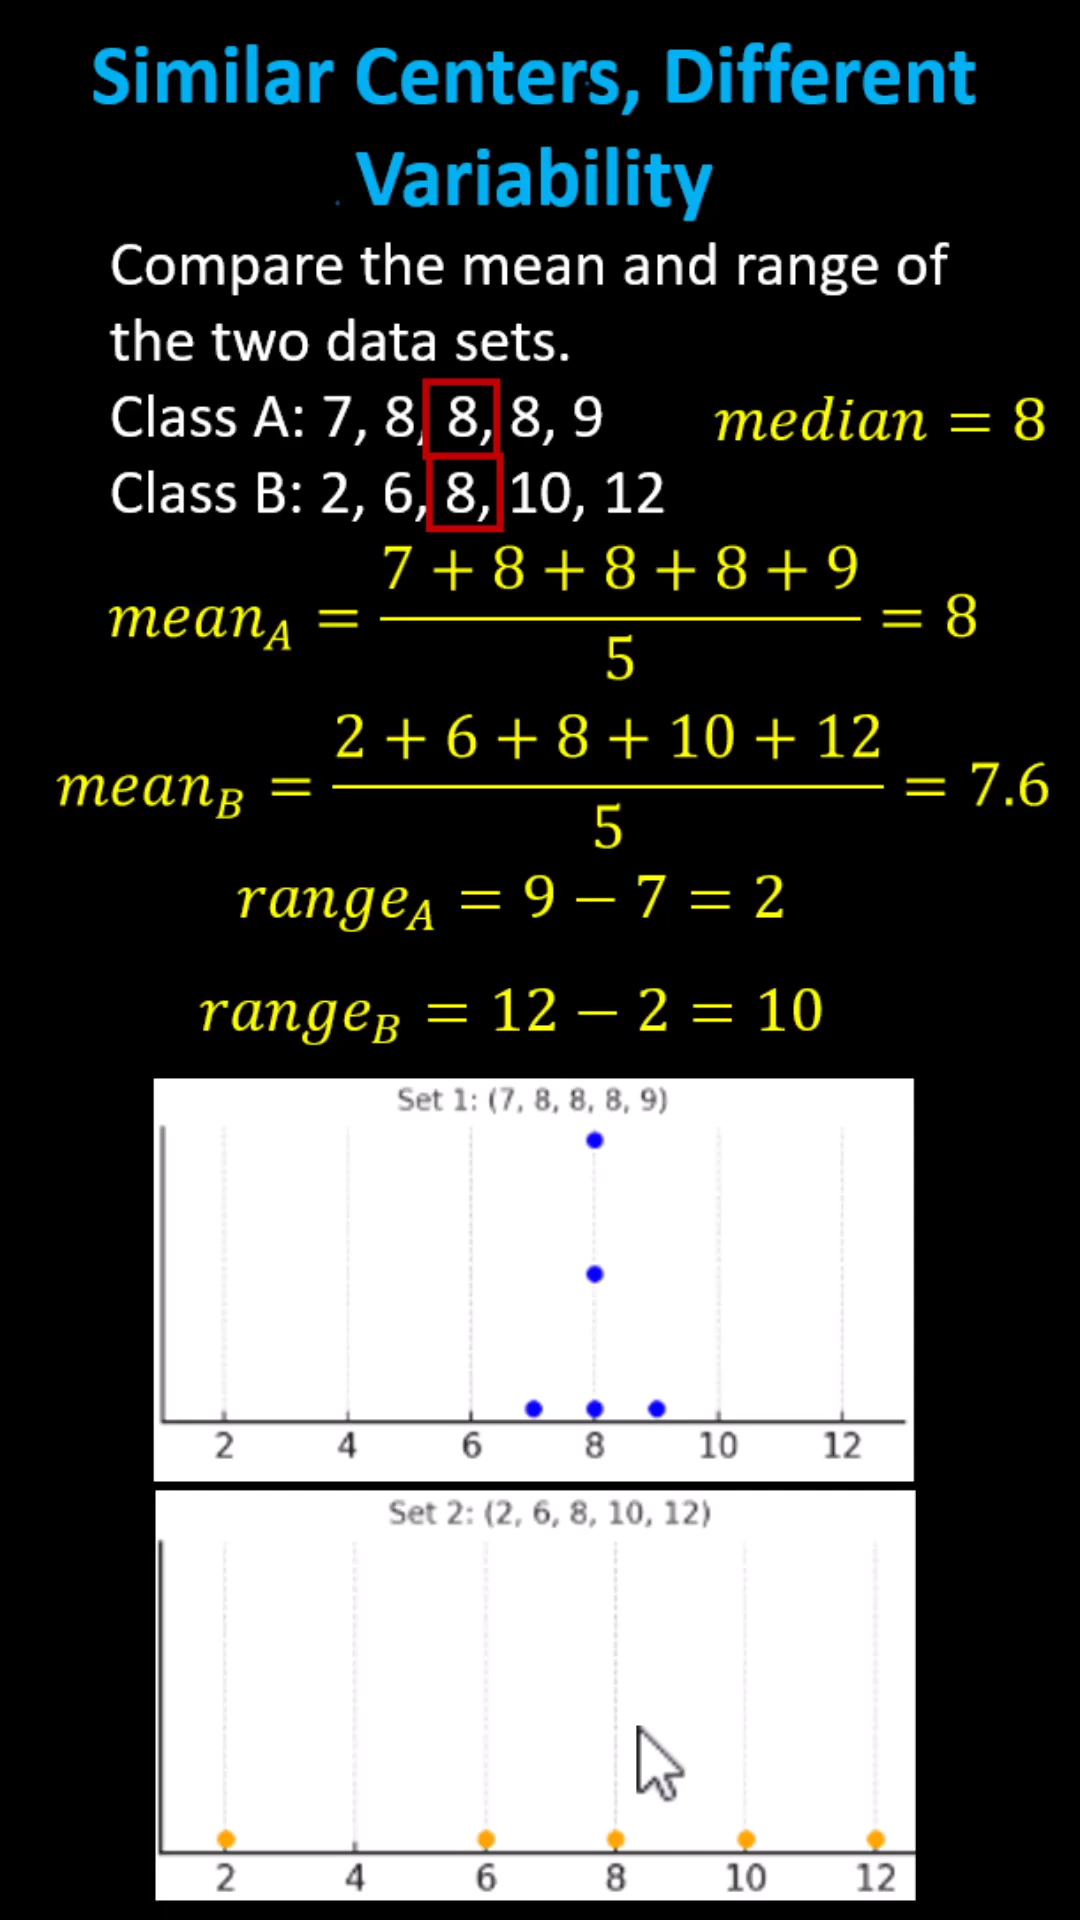 Similar Centers, Different
Variability
Compare the mean and range of
the two data sets.
Class A: 7, 8, 8, 8, 9
median = 8
Class B: 2, 6, 8, 10, 12
mean_A = (7 + 8 + 8 + 8 + 9)/5 = 8
mean_B = (2 + 6 + 8 + 10 + 12)/5 = 7.6
range_A = 9 − 7 = 2
range_B = 12 − 2 = 10
Set 1: (7, 8, 8, 8, 9)
2 4 6 8 10 12
Set 2: (2, 6, 8, 10, 12)
2 4 6 8 10 12